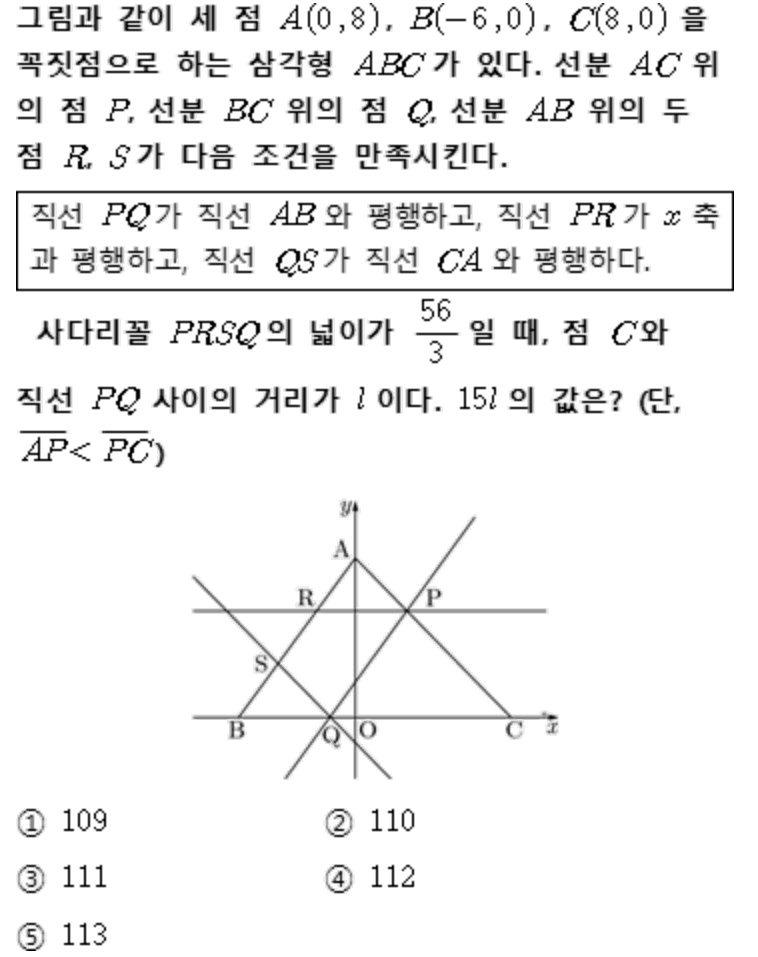 그림과 같이 세 점 A(0,8), B(-6,0), C(8,0)을
꼭짓점으로 하는 삼각형 ABC가 있다. 선분 AC 위
의 점 P, 선분 BC 위의 점 Q, 선분 AB 위의 두
점 R, S가 다음 조건을 만족시킨다.
직선 PQ가 직선 AB와 평행하고, 직선 PR가 x 축
과 평행하고, 직선 QS가 직선 CA 와 평행하다.
사다리꼴 PRSQ의 넓이가 56/3 일 때, 점 C와
직선 PQ 사이의 거리가 l 이다. 15l 의 값은? (단,
\overline{AP}< \overline{PC})
y
A
R P
S
B Q O C x
① 109 ② 110
③ 111 ④ 112
⑤ 113